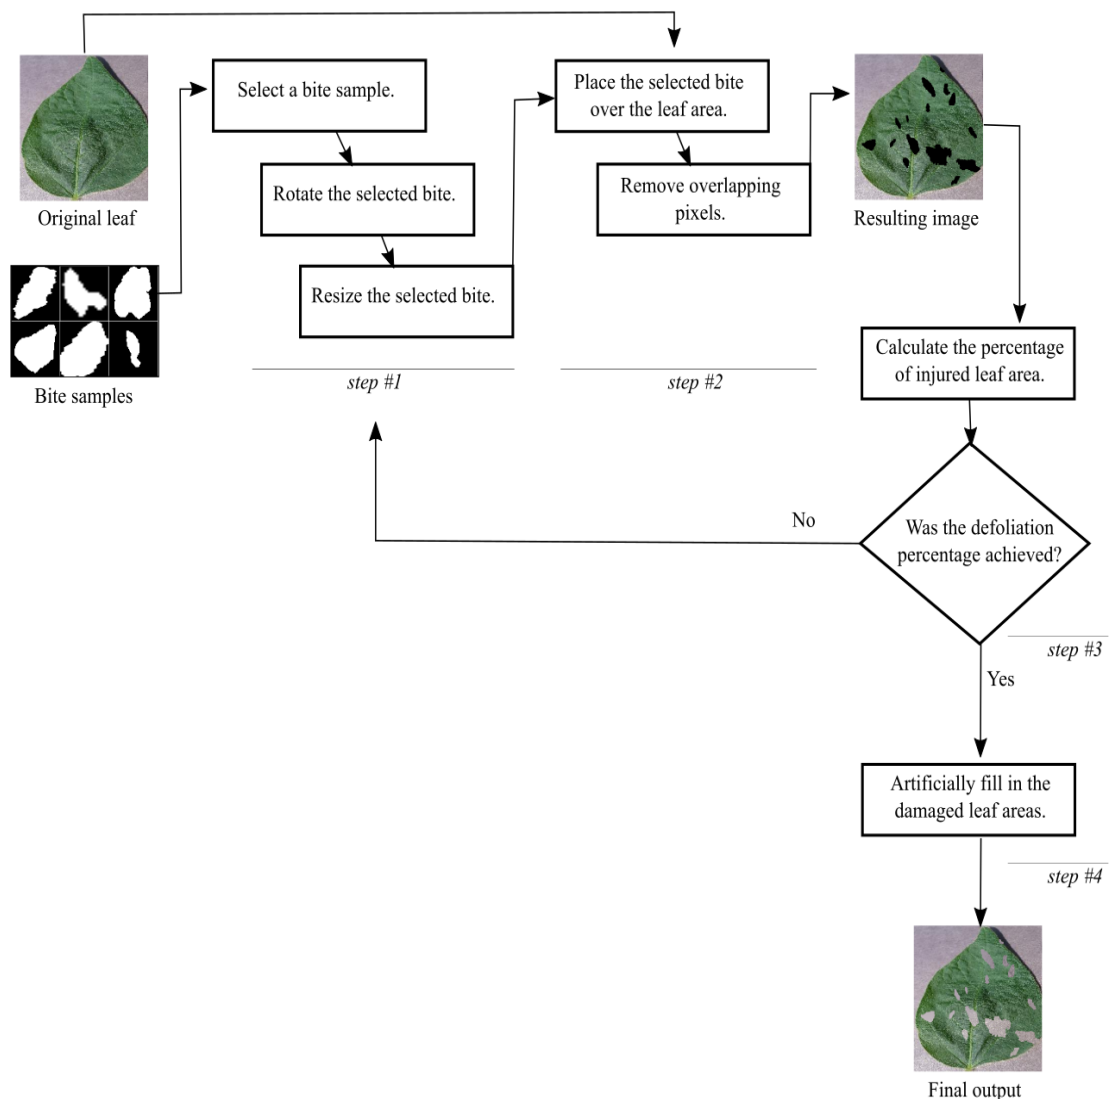 Original leaf
Bite samples
Select a bite sample.
Rotate the selected bite.
Resize the selected bite.
step #1
Place the selected bite
over the leaf area.
Remove overlapping
pixels.
step #2
Resulting image
Calculate the percentage
of injured leaf area.
Was the defoliation
percentage achieved?
No
step #3
Yes
Artificially fill in the
damaged leaf areas.
step #4
Final output